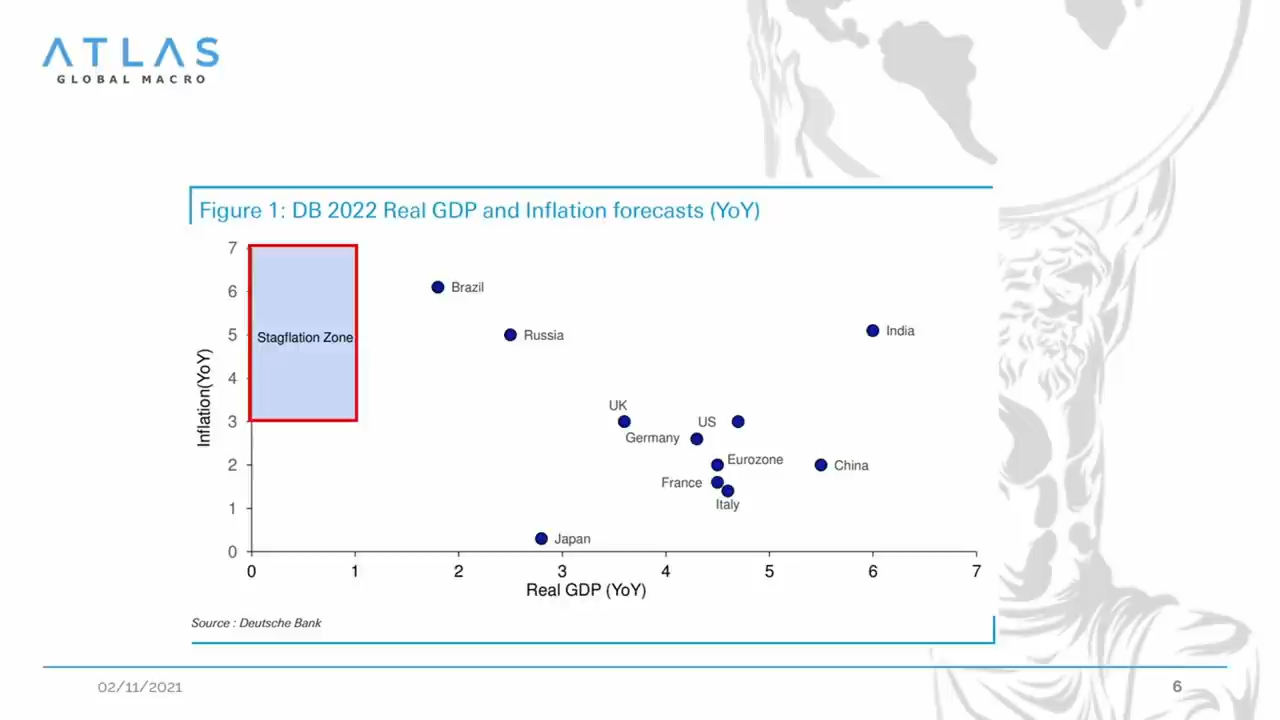 ATLAS
GLOBAL MACRO
Figure 1: DB 2022 Real GDP and Inflation forecasts (YoY)
7
6
5
4
3
2
1
0
Inflation(YoY)
Stagflation Zone
Brazil
Russia
India
UK
US
Germany
Eurozone
China
France
Italy
Japan
0 1 2 3 4 5 6 7
Real GDP (YoY)
Source : Deutsche Bank
02/11/2021
6